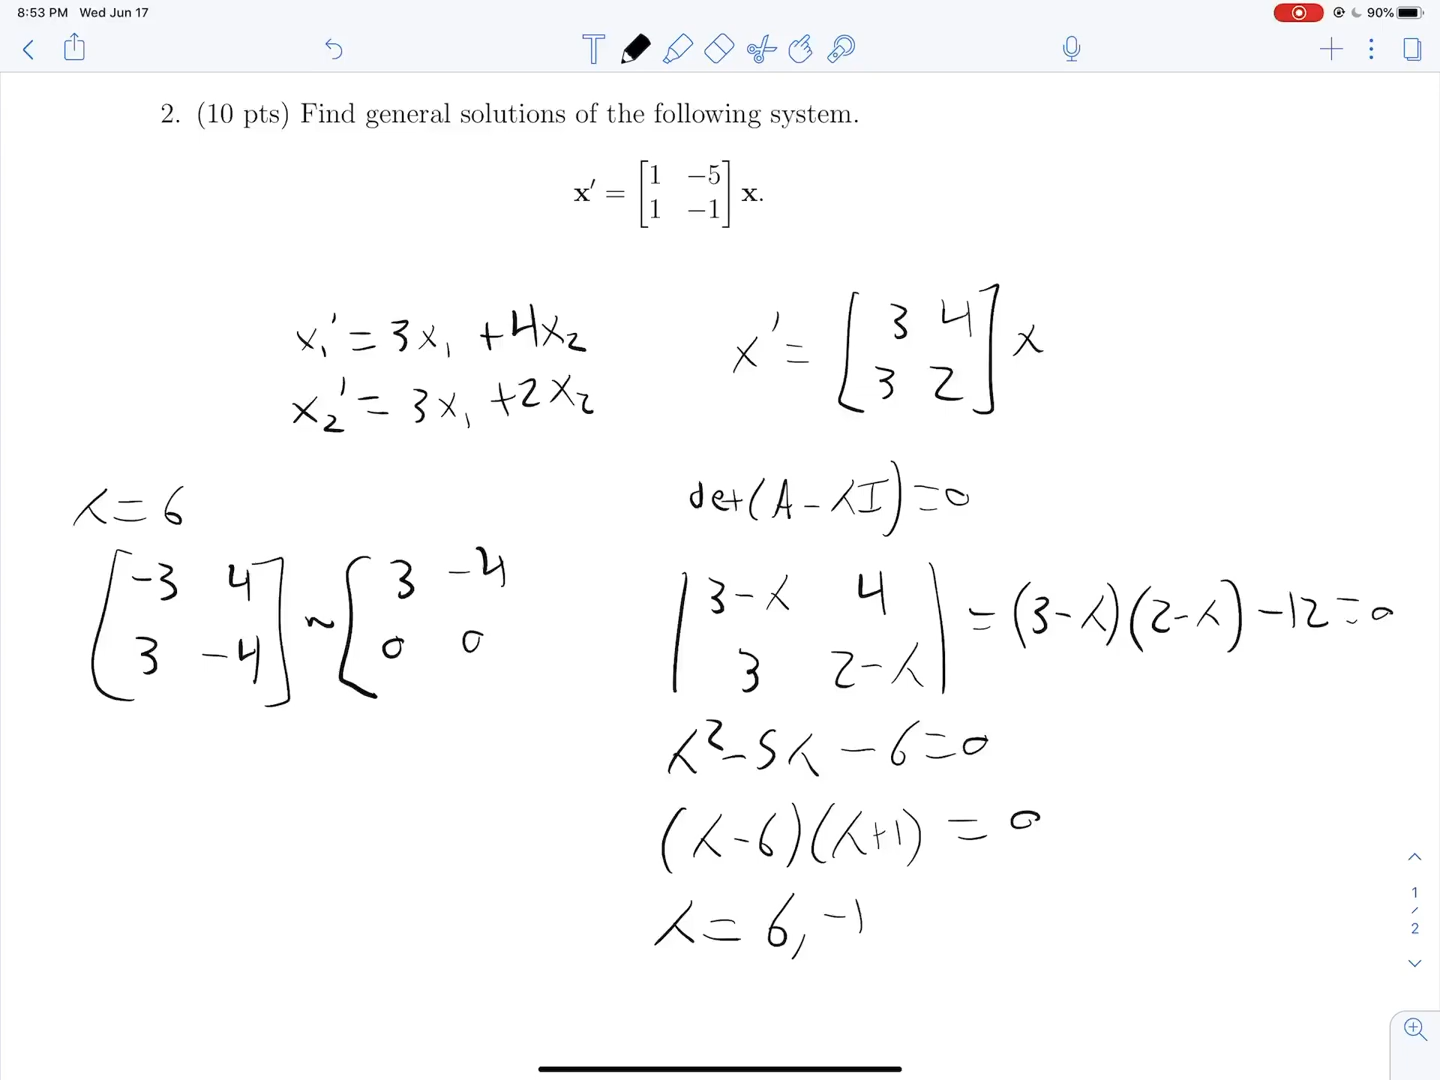 8:53 PM Wed Jun 17 90%
2. (10 pts) Find general solutions of the following system.
x′ = [1 −5; 1 −1] x.
x₁' = 3x₁ + 4x₂
x₂' = 3x₁ + 2x₂
x' = [3 4; 3 2] x
λ = 6
[-3 4; 3 -4] ~ [3 -4; 0 0
det(A - λI) = 0
|3-λ 4; 3 2-λ| = (3-λ)(2-λ) - 12 = 0
λ² - 5λ - 6 = 0
(λ-6)(λ+1) = 0
λ = 6, -1
1
/
2